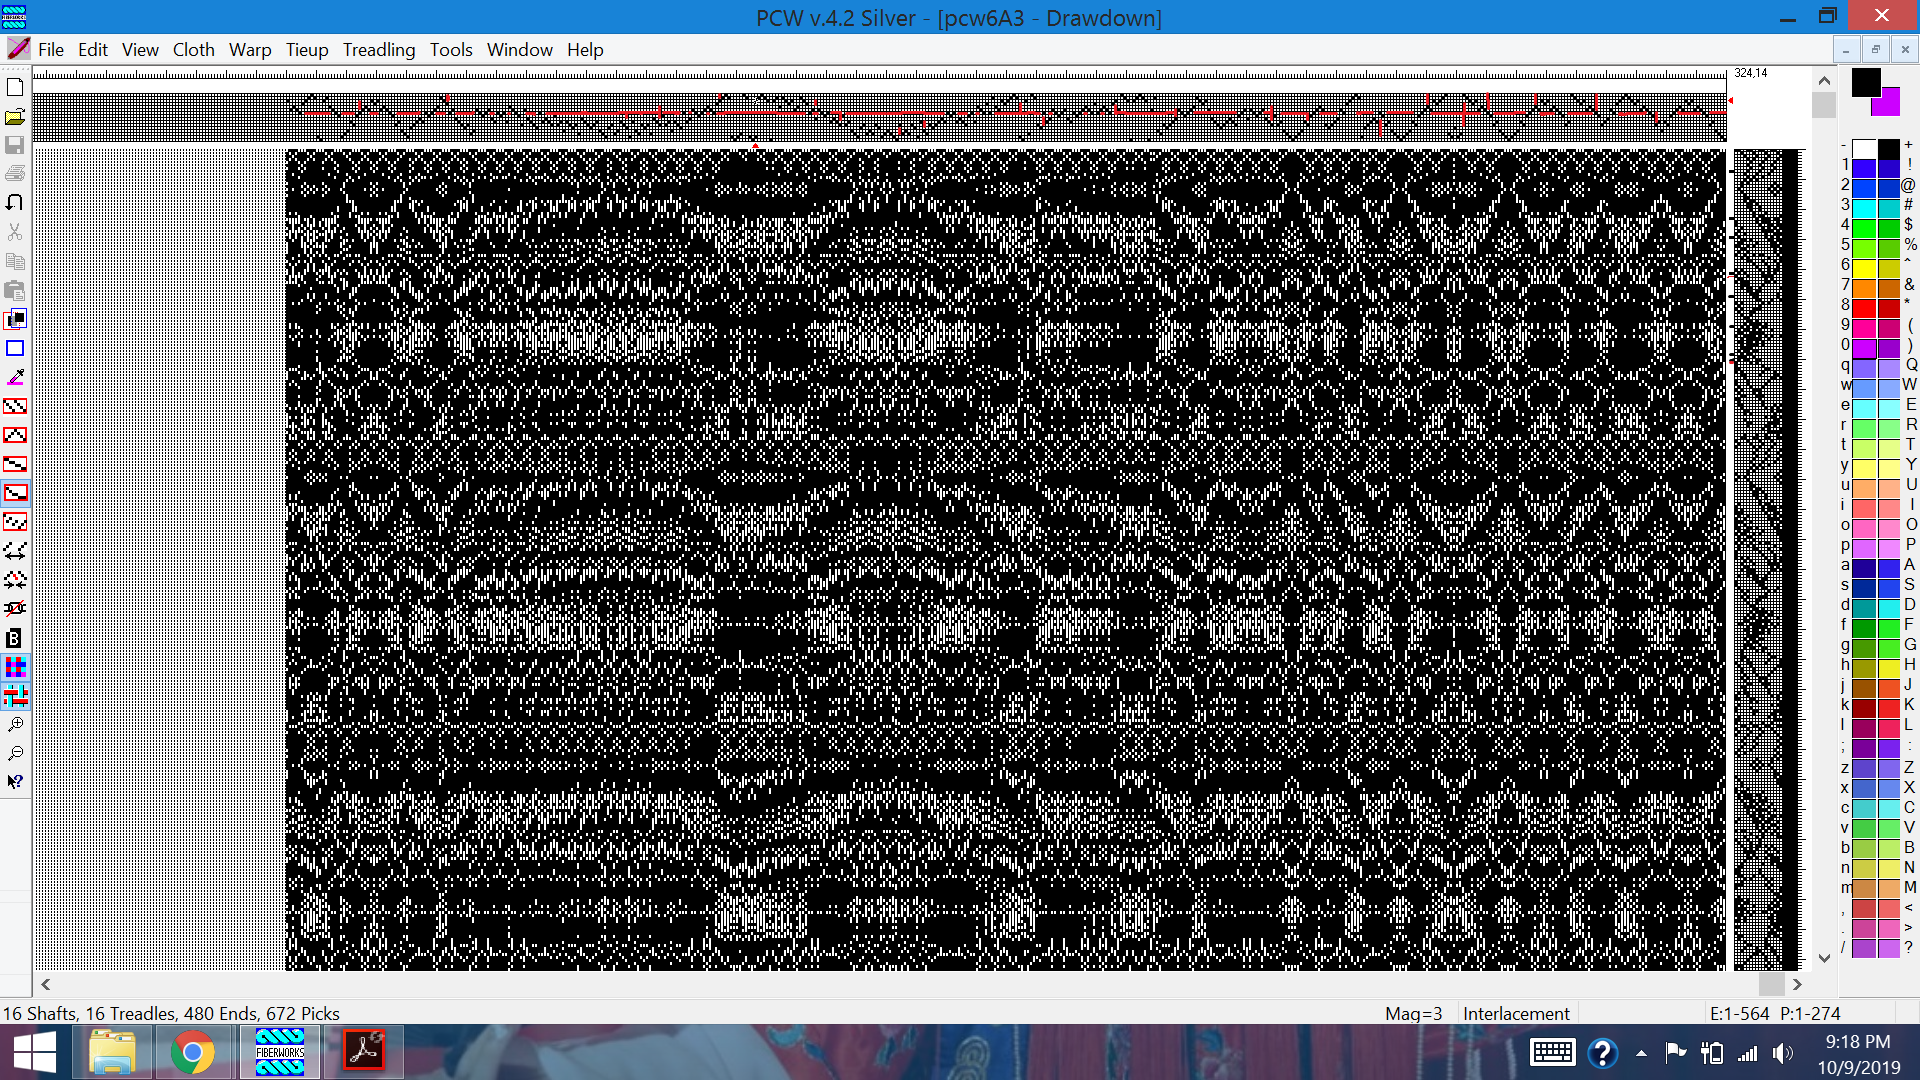 PCW v.4.2 Silver - [pcw6A3 - Drawdown]
File Edit View Cloth Warp Tieup Treadling Tools Window Help
324,14
- +
1 !
2 @
3 #
4 $
5 %
6 ^
7 &
8 *
9 (
0 )
q Q
w W
e E
r R
t T
y Y
u U
i I
o O
p P
a A
s S
d D
f F
g G
h H
j J
k K
l L
; :
z Z
x X
c C
v V
b B
n N
m M
, <
. >
/ ?
B
16 Shafts, 16 Treadles, 480 Ends, 672 Picks Mag=3 Interlacement E:1-564 P:1-274
FIBERWORKS
9:18 PM
10/9/2019